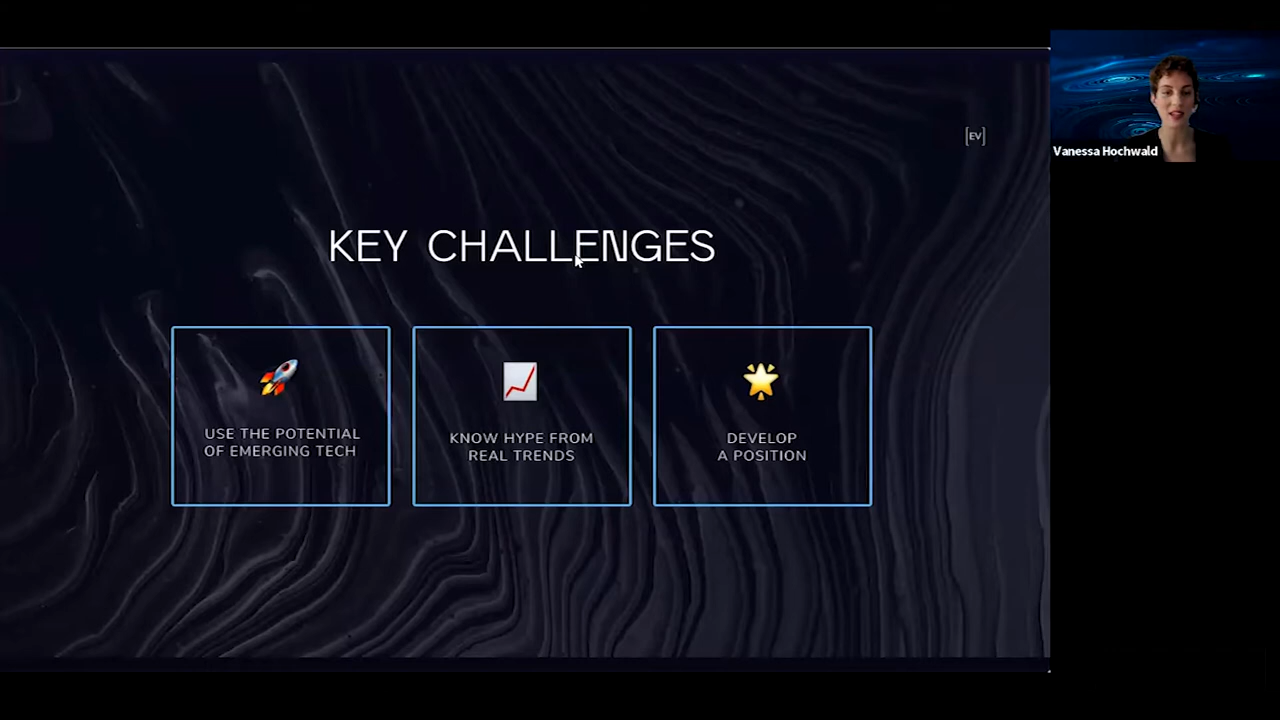 [EV]
Vanessa Hochwald
KEY CHALLENGES
USE THE POTENTIAL
OF EMERGING TECH
KNOW HYPE FROM
REAL TRENDS
DEVELOP
A POSITION